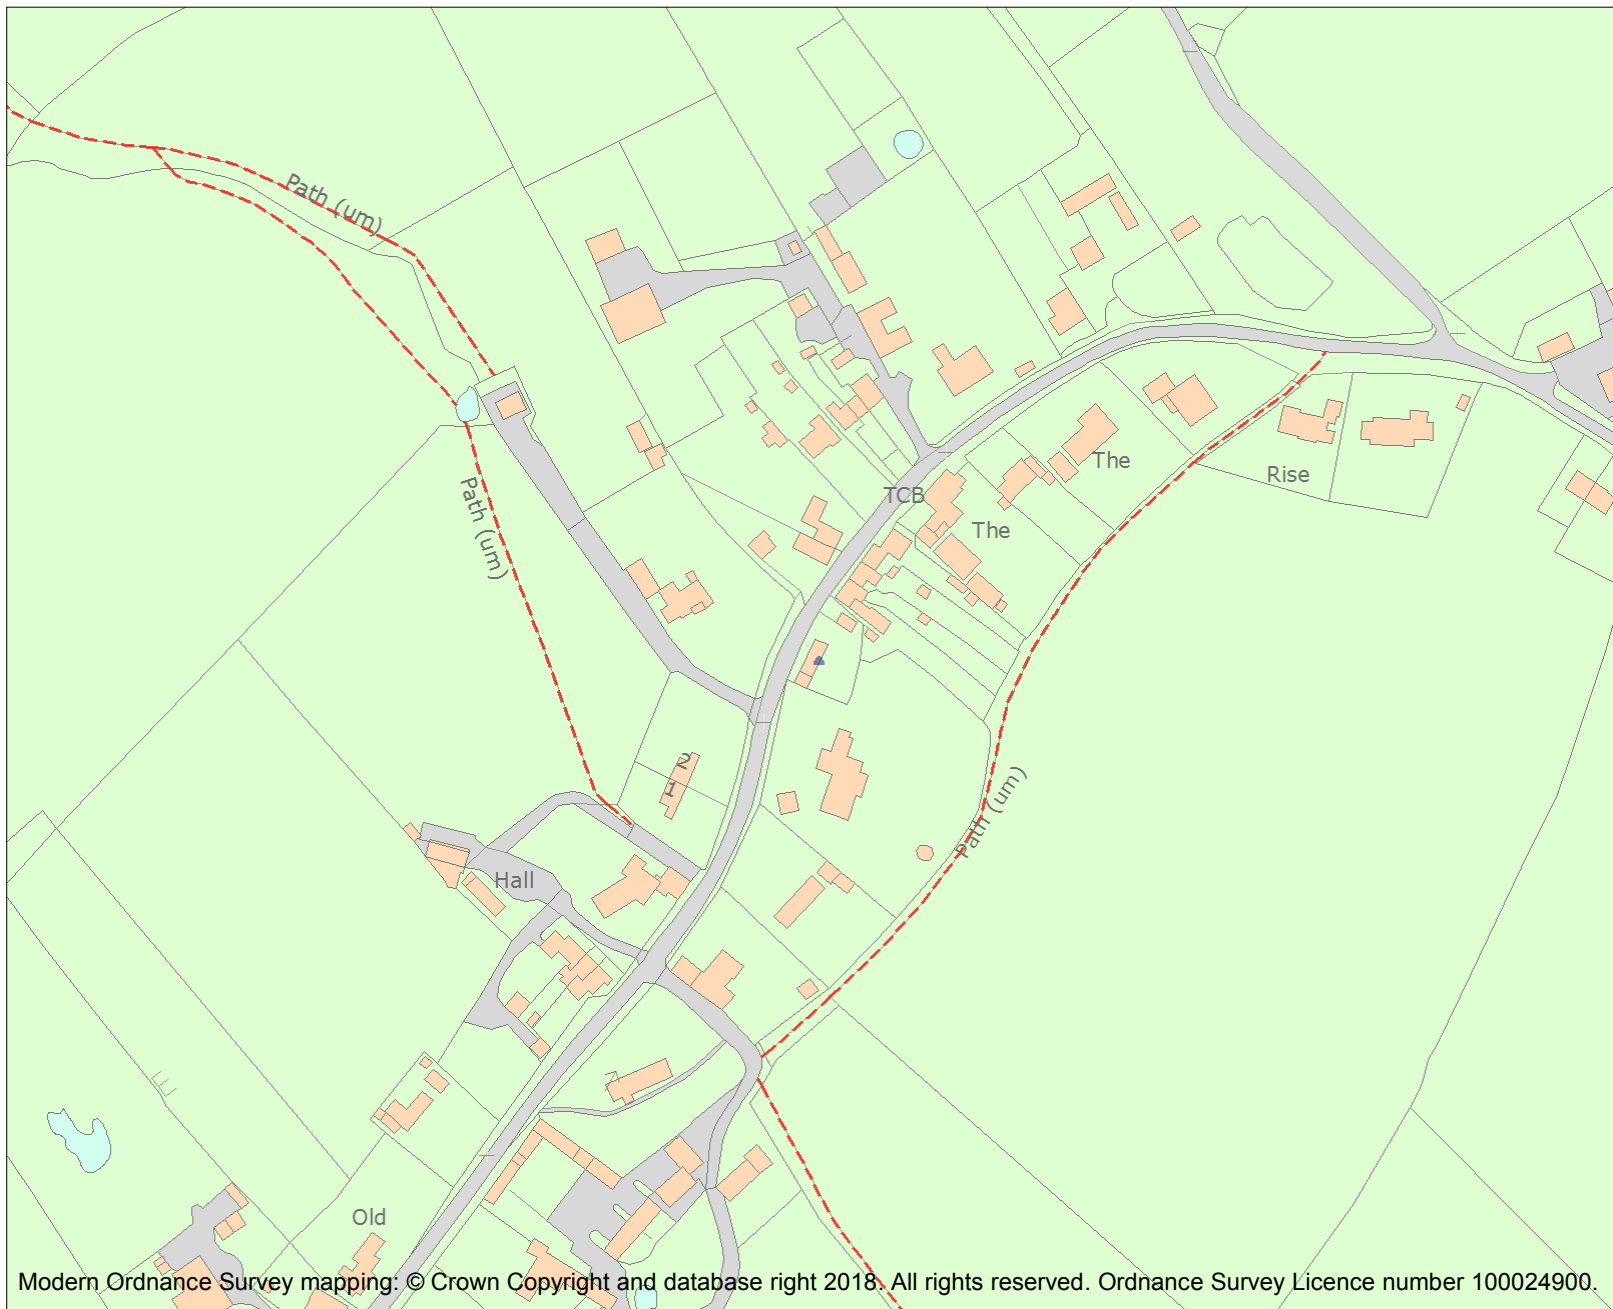 Path (um)
The
Rise
Path (um)
TCB
The
2
1
Path (um)
Hall
Old
Modern Ordnance Survey mapping: © Crown Copyright and database right 2018. All rights reserved. Ordnance Survey Licence number 100024900.